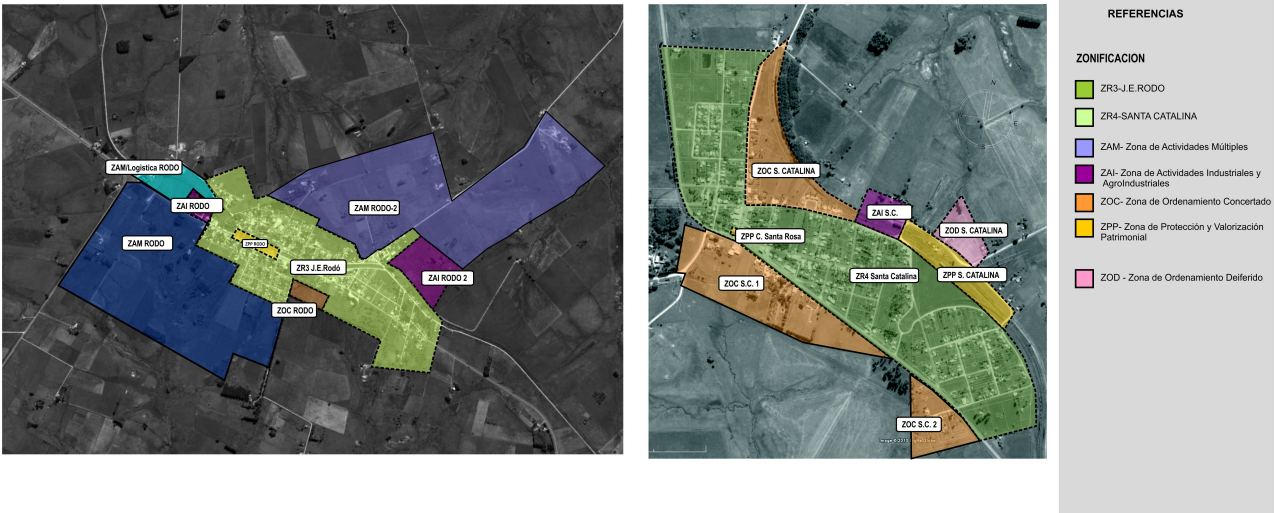 ZAM/Logística RODO
ZAI RODO
ZAM RODO-2
ZAM RODO
ZPP RODO
ZR3 J.E.Rodó
ZAI RODO 2
ZOC RODO
ZOC S. CATALINA
ZAI S.C.
ZOD S. CATALINA
ZPP C. Santa Rosa
ZR4 Santa Catalina
ZPP S. CATALINA
ZOC S.C. 1
ZOC S.C. 2
N
E
S
REFERENCIAS
ZONIFICACION
ZR3-J.E.RODO
ZR4-SANTA CATALINA
ZAM- Zona de Actividades Múltiples
ZAI- Zona de Actividades Industriales y
AgroIndustriales
ZOC- Zona de Ordenamiento Concertado
ZPP- Zona de Protección y Valorización
Patrimonial
ZOD - Zona de Ordenamiento Deiferido